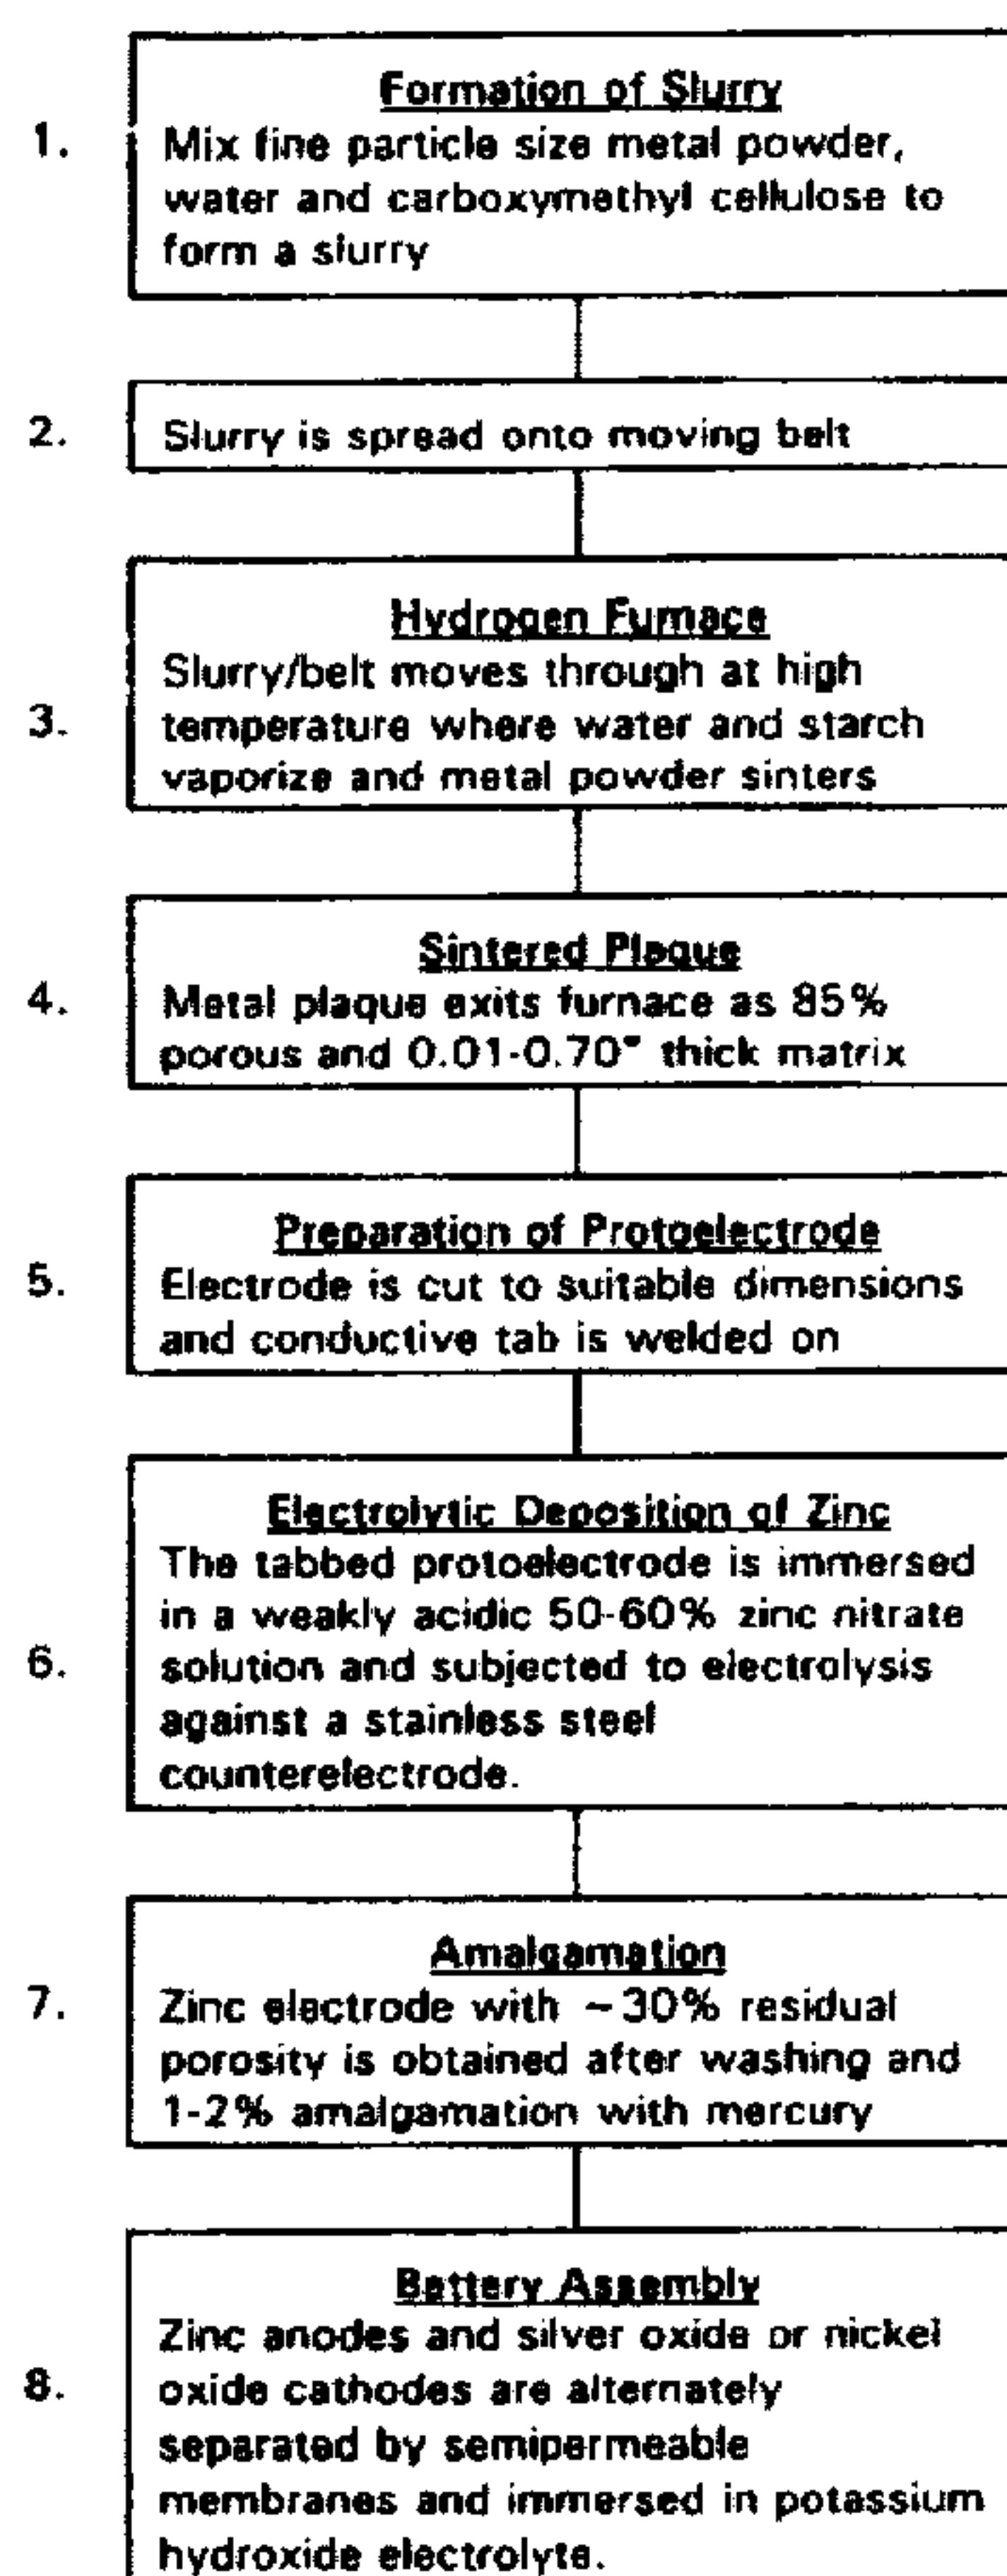 Formation of Slurry
1. Mix fine particle size metal powder,
water and carboxymethyl cellulose to
form a slurry
2. Slurry is spread onto moving belt
Hydrogen Furnace
Slurry/belt moves through at high
3. temperature where water and starch
vaporize and metal powder sinters
Sintered Plaque
4. Metal plaque exits furnace as 85%
porous and 0.01-0.70" thick matrix
Preparation of Protoelectrode
5. Electrode is cut to suitable dimensions
and conductive tab is welded on
Electrolytic Deposition of Zinc
The tabbed protoelectrode is immersed
in a weakly acidic 50-60% zinc nitrate
6. solution and subjected to electrolysis
against a stainless steel
counterelectrode.
Amalgamation
7. Zinc electrode with ~30% residual
porosity is obtained after washing and
1-2% amalgamation with mercury
Battery Assembly
Zinc anodes and silver oxide or nickel
8. oxide cathodes are alternately
separated by semipermeable
membranes and immersed in potassium
hydroxide electrolyte.